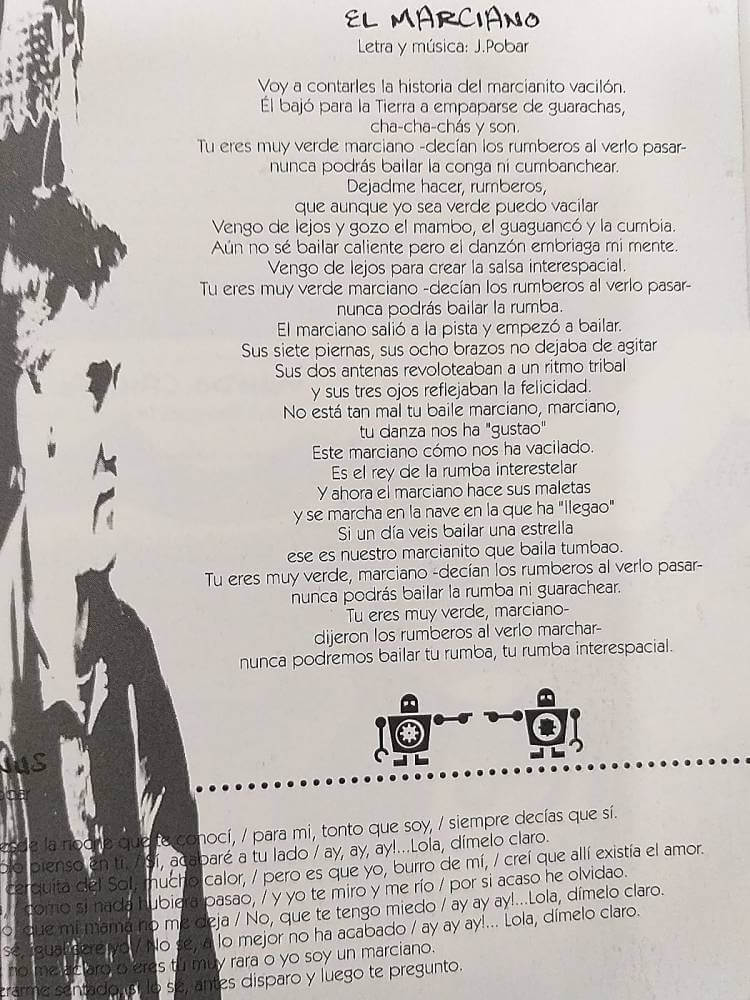 EL MARCIANO
Letra y música: J.Pobar
Voy a contarles la historia del marcianito vacilón.
Él bajó para la Tierra a empaparse de guarachas,
cha-cha-chás y son.
Tu eres muy verde marciano -decían los rumberos al verlo pasar-
nunca podrás bailar la conga ni cumbanchear.
Dejadme hacer, rumberos,
que aunque yo sea verde puedo vacilar
Vengo de lejos y gozo el mambo, el guaguancó y la cumbia.
Aún no sé bailar caliente pero el danzón embriaga mi mente.
Vengo de lejos para crear la salsa interespacial.
Tu eres muy verde marciano -decían los rumberos al verlo pasar-
nunca podrás bailar la rumba.
El marciano salió a la pista y empezó a bailar.
Sus siete piernas, sus ocho brazos no dejaba de agitar
Sus dos antenas revoloteaban a un ritmo tribal
y sus tres ojos reflejaban la felicidad.
No está tan mal tu baile marciano, marciano,
tu danza nos ha "gustao"
Este marciano cómo nos ha vacilado.
Es el rey de la rumba interestelar
Y ahora el marciano hace sus maletas
y se marcha en la nave en la que ha "llegao"
Si un día veis bailar una estrella
ese es nuestro marcianito que baila tumbao.
Tu eres muy verde, marciano -decían los rumberos al verlo pasar-
nunca podrás bailar la rumba ni guarachear.
Tu eres muy verde, marciano-
dijeron los rumberos al verlo marchar-
nunca podremos bailar tu rumba, tu rumba interespacial.
la noche que te conocí, / para mi, tonto que soy, / siempre decías que sí.
pienso en ti. / Sí, acabaré a tu lado / ay, ay, ay!...Lola, dímelo claro.
cerquita del Sol, mucho calor, / pero es que yo, burro de mí, / creí que allí existía el amor.
/ como si nada hubiera pasao, / y yo te miro y me río / por si acaso he olvidao.
que mi mamá no me deja / No, que te tengo miedo / ay ay ay!...Lola, dímelo claro.
sé, igual seré yo / No sé, a lo mejor no ha acabado / ay ay ay!... Lola, dímelo claro.
no me aclaro o eres tú muy rara o yo soy un marciano.
sentado, si lo sé, antes disparo y luego te pregunto.